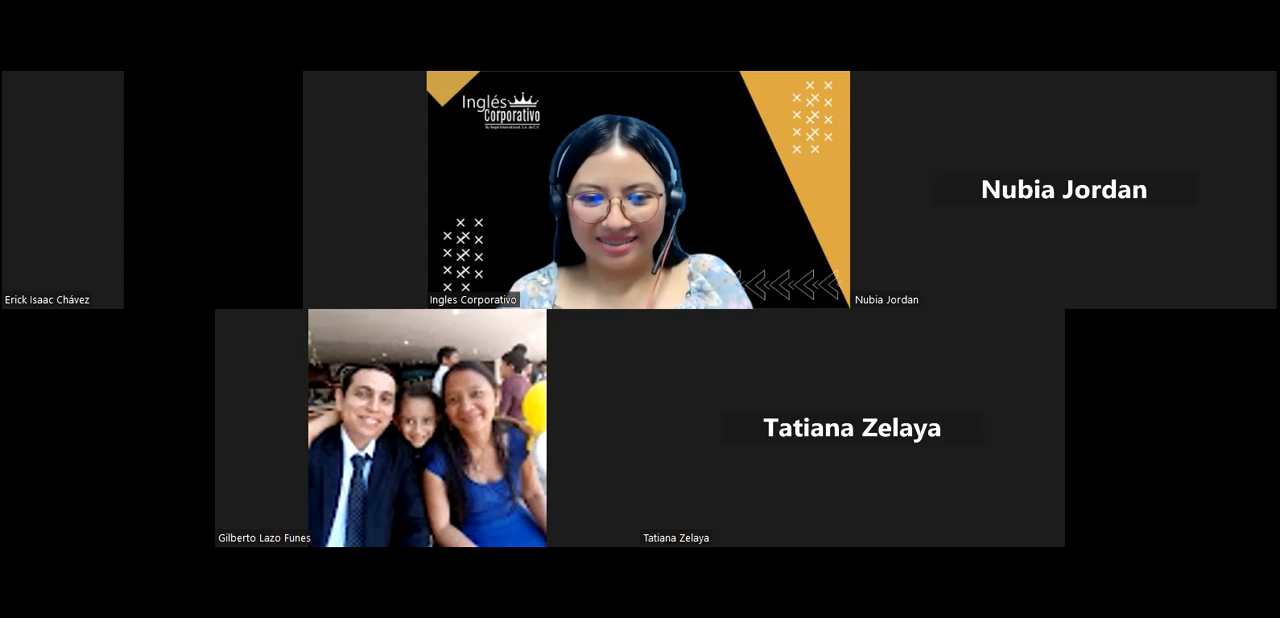 Inglés
Corporativo
Erick Isaac Chávez
Ingles Corporativo
Nubia Jordan
Nubia Jordan
Gilberto Lazo Funes
Tatiana Zelaya
Tatiana Zelaya